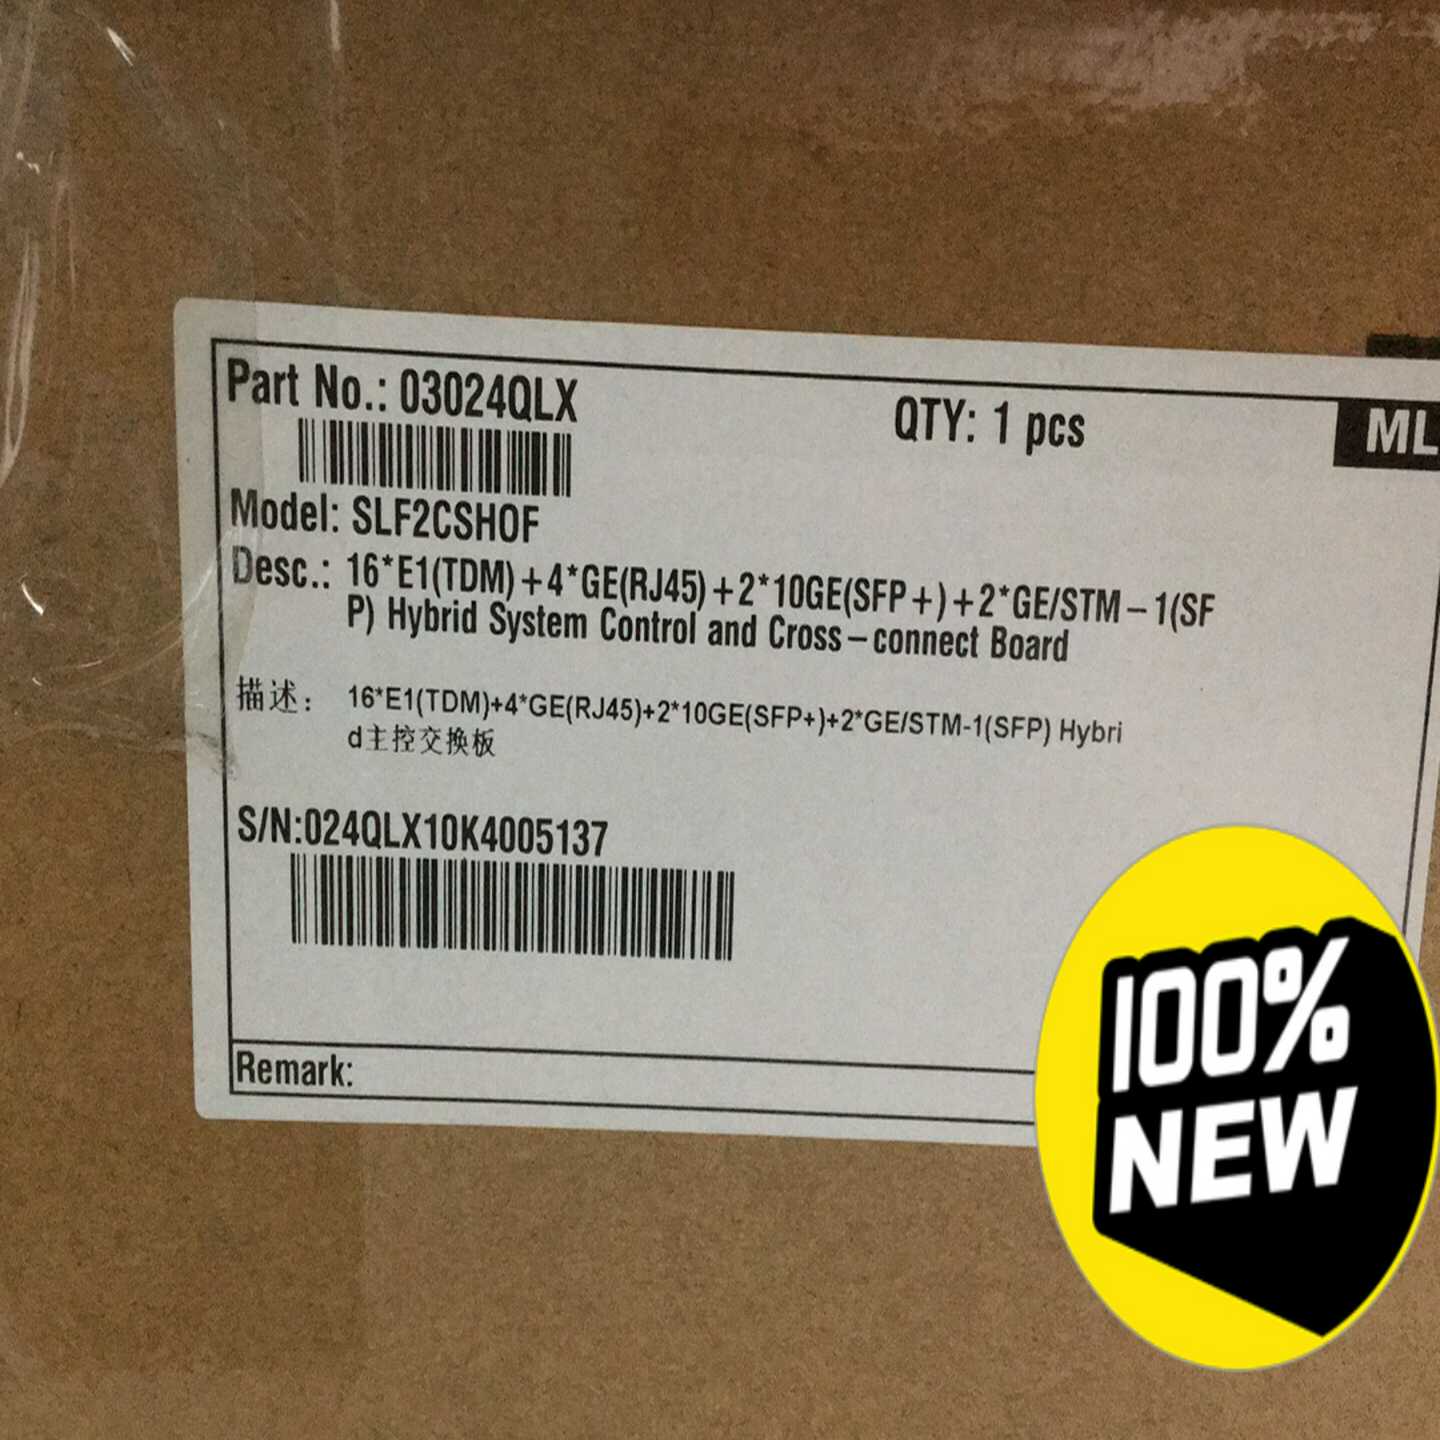 Part No.: 03024QLX
QTY: 1 pcs
ML
Model: SLF2CSHOF
Desc.: 16*E1(TDM)+4*GE(RJ45)+2*10GE(SFP+)+2*GE/STM-1(SF
P) Hybrid System Control and Cross-connect Board
描述: 16*E1(TDM)+4*GE(RJ45)+2*10GE(SFP+)+2*GE/STM-1(SFP) Hybri
d主控交换板
S/N:024QLX10K4005137
Remark:
100%
NEW